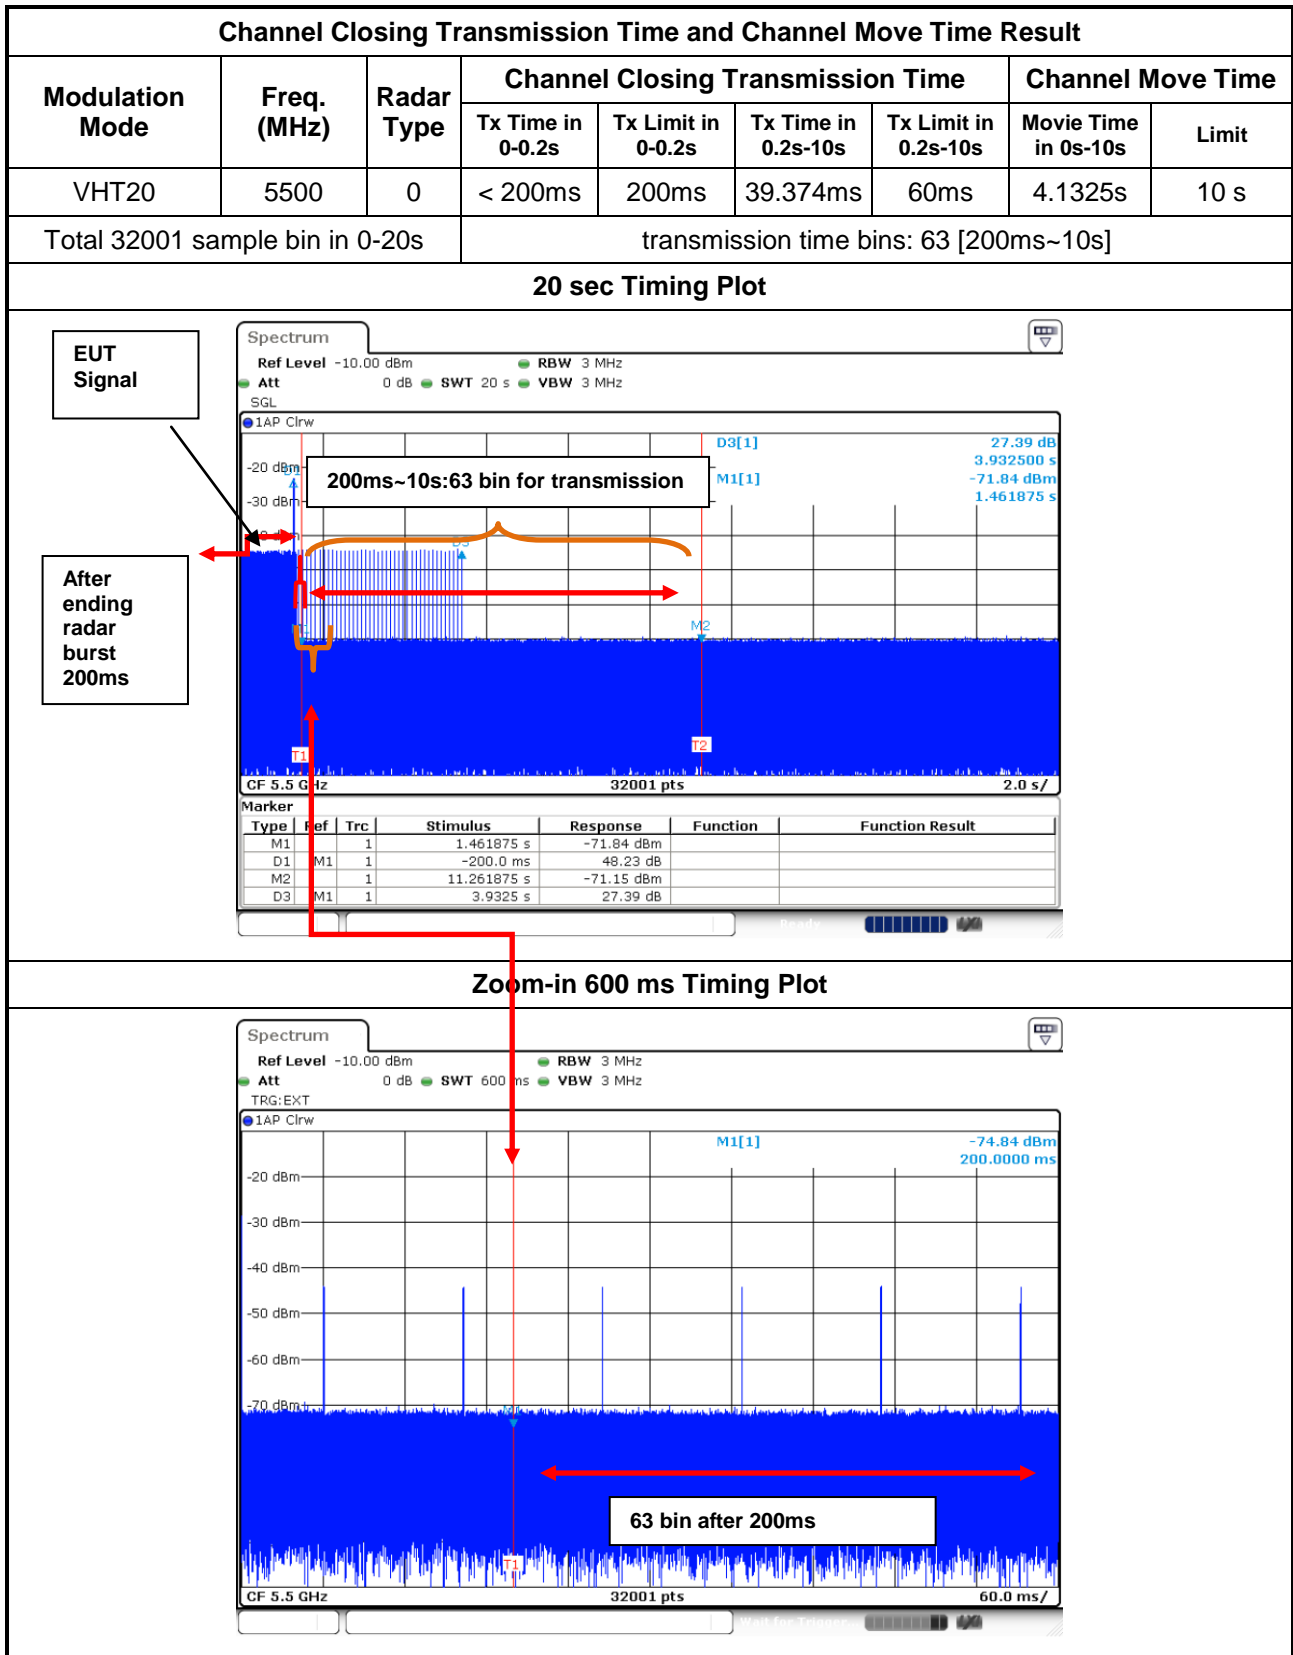 Channel Closing Transmission Time and Channel Move Time Result
Modulation Mode
Freq. (MHz)
Radar Type
Channel Closing Transmission Time
Channel Move Time
Tx Time in 0-0.2s
Tx Limit in 0-0.2s
Tx Time in 0.2s-10s
Tx Limit in 0.2s-10s
Movie Time in 0s-10s
Limit
VHT20 5500 0 < 200ms 200ms 39.374ms 60ms 4.1325s 10 s
Total 32001 sample bin in 0-20s
transmission time bins: 63 [200ms~10s]
20 sec Timing Plot
EUT
Signal
After
ending
radar
burst
200ms
Spectrum
Ref Level -10.00 dBm RBW 3 MHz
Att 0 dB SWT 20 s VBW 3 MHz
SGL
1AP Clrw
D3[1] 27.39 dB
3.932500 s
M1[1] -71.84 dBm
1.461875 s
-20 dBm
D1
200ms~10s:63 bin for transmission
-30 dBm
D3
M2
T1
T2
CF 5.5 GHz 32001 pts 2.0 s/
Marker
Type Ref Trc Stimulus Response Function Function Result
M1 1 1.461875 s -71.84 dBm
D1 M1 1 -200.0 ms 48.23 dB
M2 1 11.261875 s -71.15 dBm
D3 M1 1 3.9325 s 27.39 dB
Ready
Zoom-in 600 ms Timing Plot
Spectrum
Ref Level -10.00 dBm RBW 3 MHz
Att 0 dB SWT 600 ms VBW 3 MHz
TRG:EXT
1AP Clrw
M1[1] -74.84 dBm
200.0000 ms
-20 dBm
-30 dBm
-40 dBm
-50 dBm
-60 dBm
-70 dBm
M1
63 bin after 200ms
T1
CF 5.5 GHz 32001 pts 60.0 ms/
Wait for Trigger...